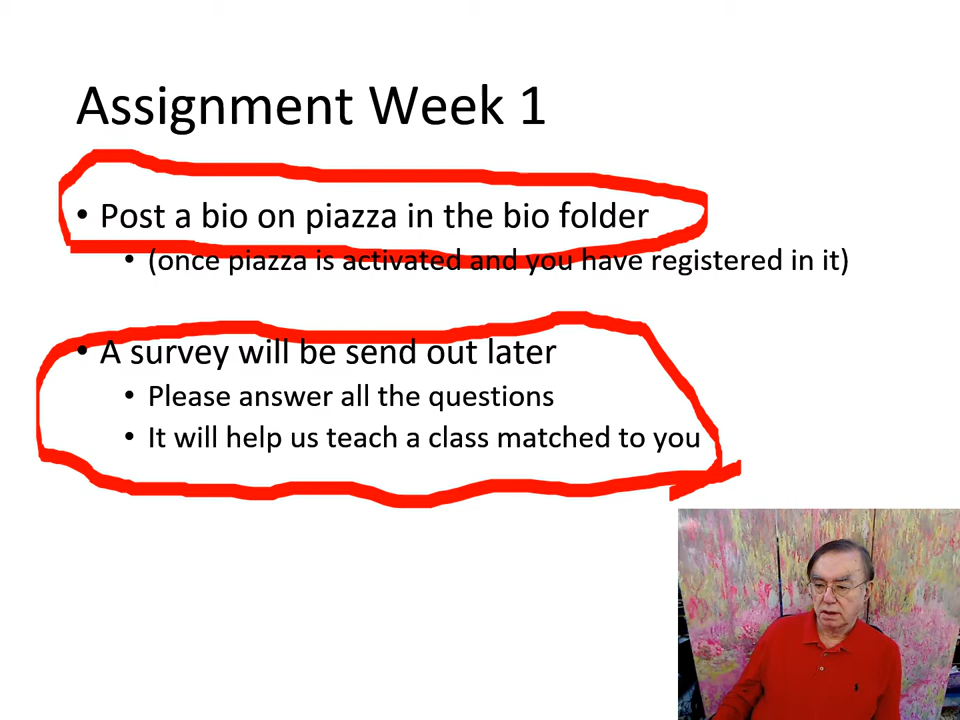 Assignment Week 1
• Post a bio on piazza in the bio folder
• (once piazza is activated and you have registered in it)
• A survey will be send out later
• Please answer all the questions
• It will help us teach a class matched to you